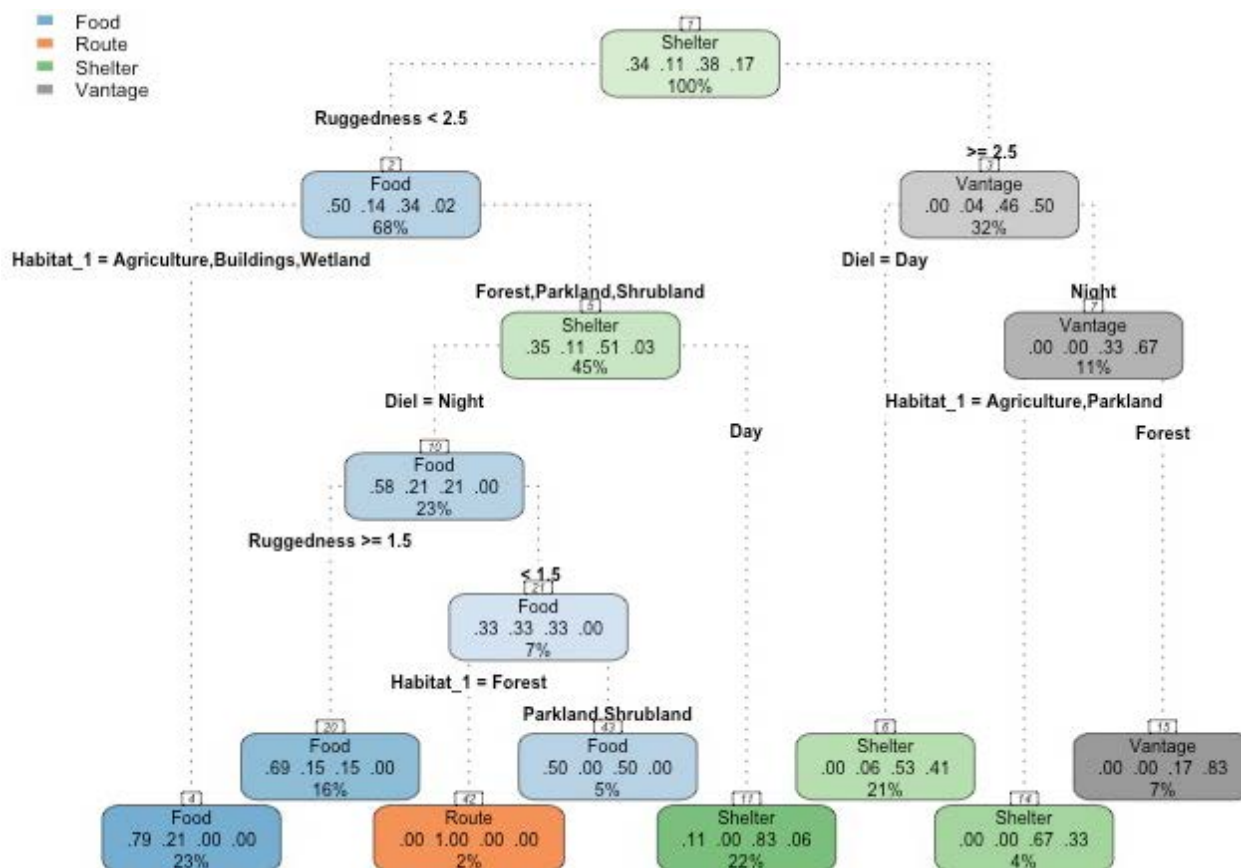 Food
Route
Shelter
Vantage
1
Shelter
.34 .11 .38 .17
100%
Ruggedness < 2.5
>= 2.5
2
Food
.50 .14 .34 .02
68%
3
Vantage
.00 .04 .46 .50
32%
Habitat_1 = Agriculture,Buildings,Wetland
Forest,Parkland,Shrubland
Diel = Day
Night
5
Shelter
.35 .11 .51 .03
45%
7
Vantage
.00 .00 .33 .67
11%
Diel = Night
Day
Habitat_1 = Agriculture,Parkland
Forest
10
Food
.58 .21 .21 .00
23%
Ruggedness >= 1.5
< 1.5
21
Food
.33 .33 .33 .00
7%
Habitat_1 = Forest
Parkland,Shrubland
20
Food
.69 .15 .15 .00
16%
43
Food
.50 .00 .50 .00
5%
6
Shelter
.00 .06 .53 .41
21%
15
Vantage
.00 .00 .17 .83
7%
4
Food
.79 .21 .00 .00
23%
42
Route
.00 1.00 .00 .00
2%
11
Shelter
.11 .00 .83 .06
22%
14
Shelter
.00 .00 .67 .33
4%